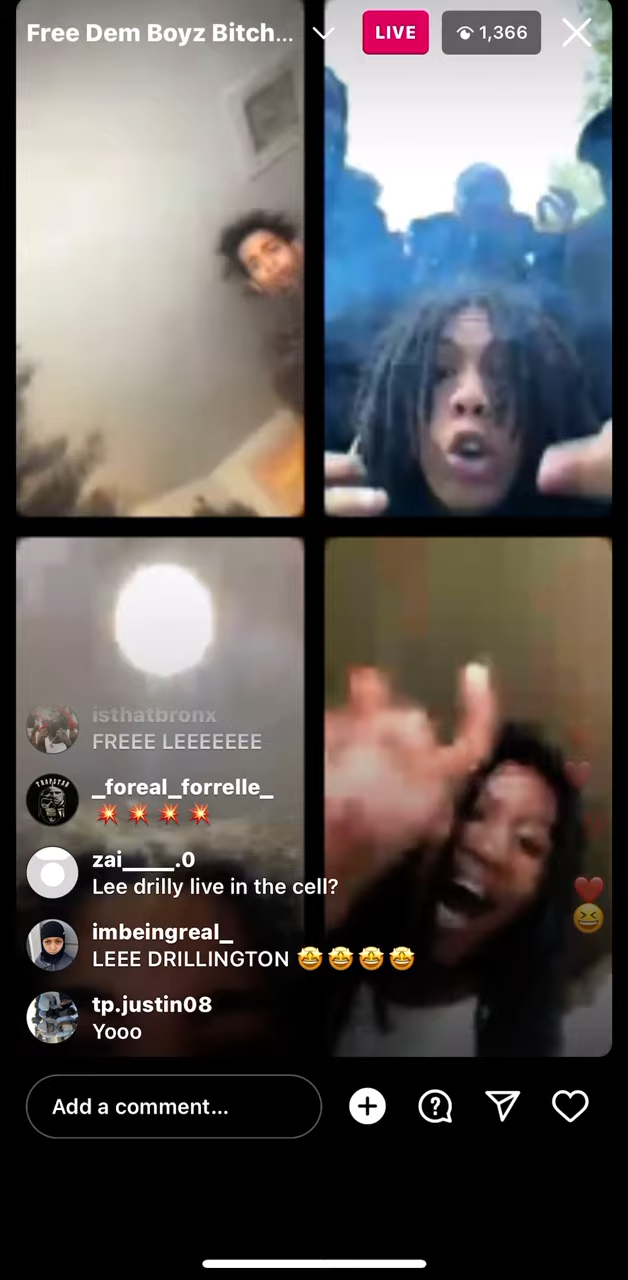 Free Dem Boyz Bitch...
LIVE
1,366
isthatbronx
FREEE LEEEEEEE
_foreal_forrelle_
💥 💥 💥 💥
zai_____.0
Lee drilly live in the cell?
imbeingreal_
LEEE DRILLINGTON 🤩 🤩 🤩 🤩
tp.justin08
Yooo
Add a comment...